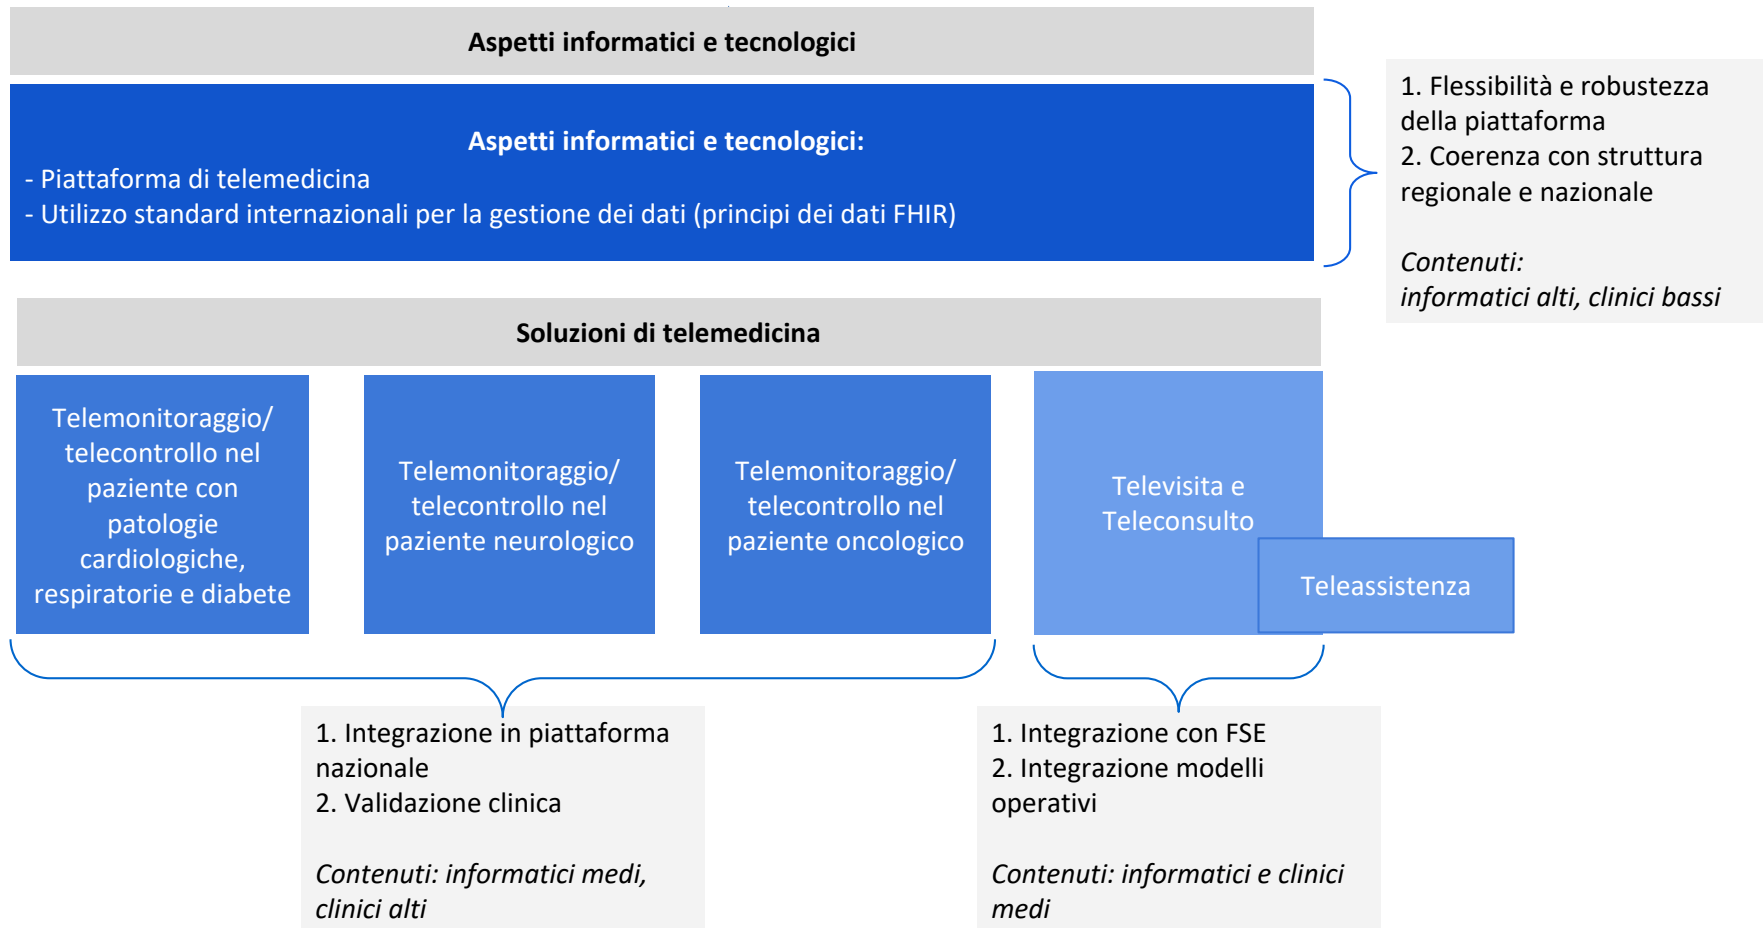 Aspetti informatici e tecnologici
Aspetti informatici e tecnologici:
- Piattaforma di telemedicina
- Utilizzo standard internazionali per la gestione dei dati (principi dei dati FHIR)
1. Flessibilità e robustezza
della piattaforma
2. Coerenza con struttura
regionale e nazionale
Contenuti:
informatici alti, clinici bassi
Soluzioni di telemedicina
Telemonitoraggio/
telecontrollo nel
paziente con
patologie
cardiologiche,
respiratorie e diabete
Telemonitoraggio/
telecontrollo nel
paziente neurologico
Telemonitoraggio/
telecontrollo nel
paziente oncologico
Televisita e
Teleconsulto
Teleassistenza
1. Integrazione in piattaforma
nazionale
2. Validazione clinica
Contenuti: informatici medi,
clinici alti
1. Integrazione con FSE
2. Integrazione modelli
operativi
Contenuti: informatici e clinici
medi